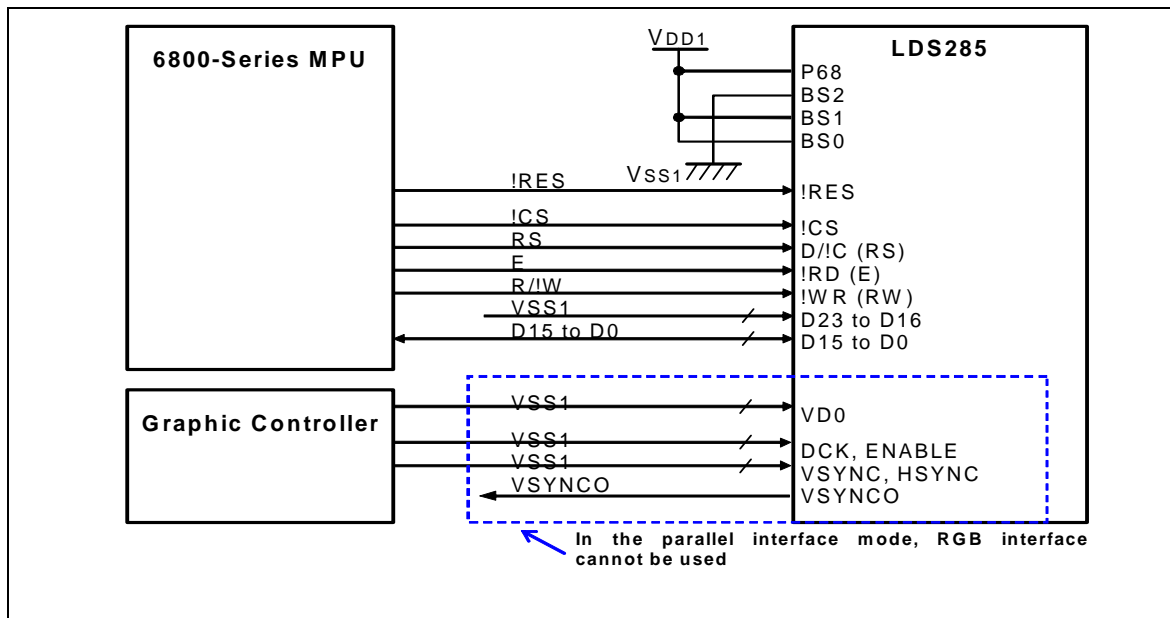 6800-Series MPU
VDD1
LDS285
P68
BS2
BS1
BS0
VSS1
!RES
!RES
!CS
!CS
RS
D/!C (RS)
E
!RD (E)
R/!W
!WR (RW)
VSS1
D23 to D16
D15 to D0
D15 to D0
Graphic Controller
VSS1
VD0
VSS1
DCK, ENABLE
VSS1
VSYNC, HSYNC
VSYNCO
VSYNCO
In the parallel interface mode, RGB interface
cannot be used